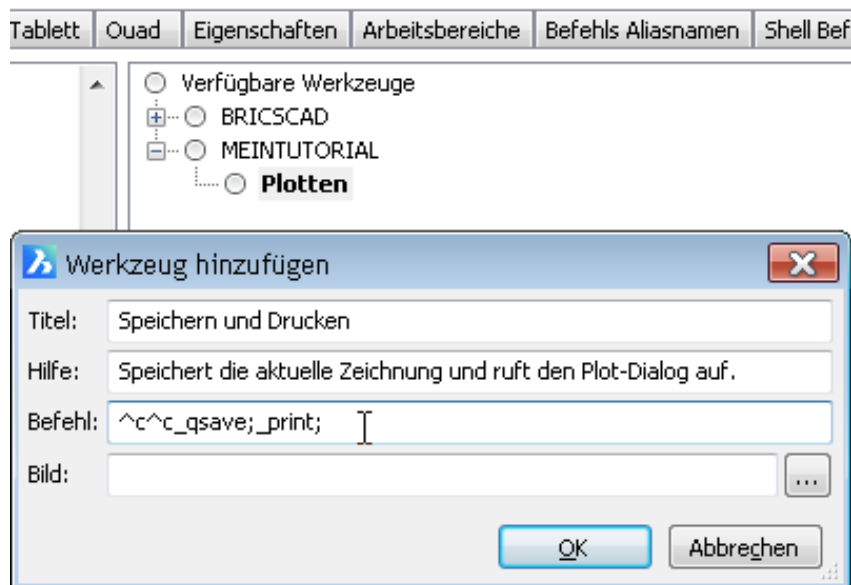 Tablett Quad Eigenschaften Arbeitsbereiche Befehls Aliasnamen Shell Bef
Verfügbare Werkzeuge
BRICSCAD
MEINTUTORIAL
Plotten
Werkzeug hinzufügen
Titel: Speichern und Drucken
Hilfe: Speichert die aktuelle Zeichnung und ruft den Plot-Dialog auf.
Befehl: ^c^c_qsave;_print;
Bild: ...
OK Abbrechen